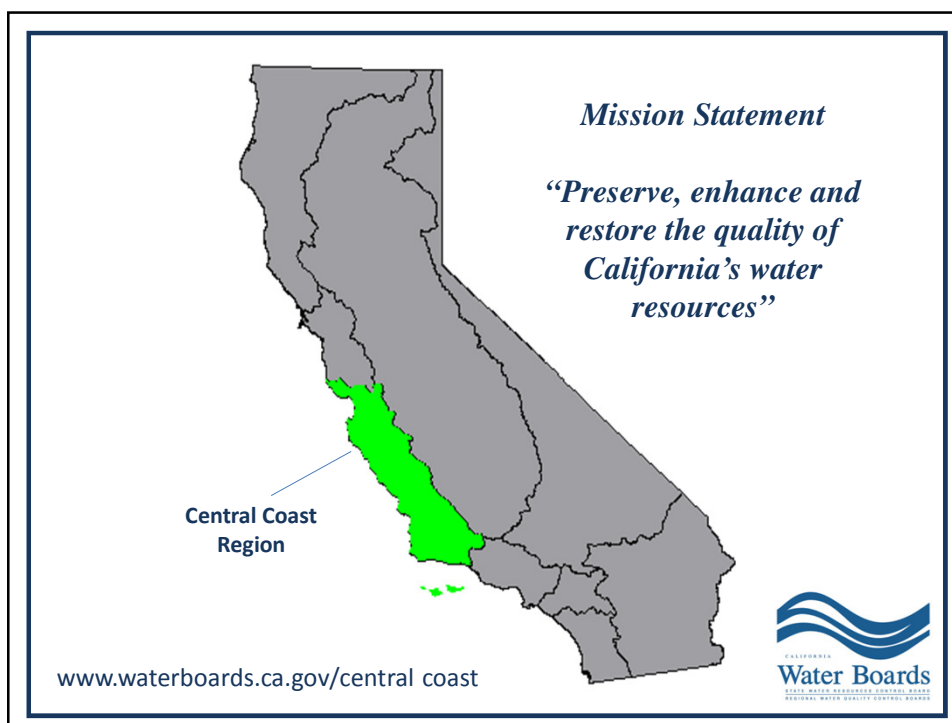 Mission Statement
“Preserve, enhance and
restore the quality of
California’s water
resources”
Central Coast
Region
www.waterboards.ca.gov/central coast
CALIFORNIA
Water Boards
STATE WATER RESOURCES CONTROL BOARD
REGIONAL WATER QUALITY CONTROL BOARDS